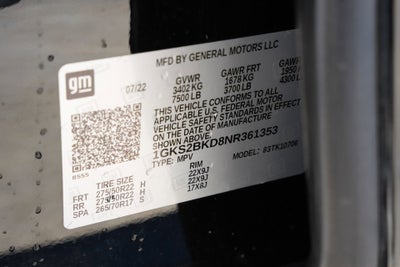 gm
MFD BY GENERAL MOTORS LLC
07/22
GVWR GAWR FRT GAWR
3402 KG 1678 KG 1950 /
7500 LB 3700 LB 4300 L
THIS VEHICLE CONFORMS TO ALL
APPLICABLE U.S. FEDERAL MOTOR
VEHICLE SAFETY STANDARDS IN EFFECT
ON THE DATE OF MANUFACTURE
SHOWN ABOVE.
1GKS2BKD8NR361353
TYPE: MPV MODEL:
TIRE SIZE RIM
FRT 275/50R22 H 22X9J
RR 275/50R22 H 22X9J
SPA 265/70R17 S 17X8J